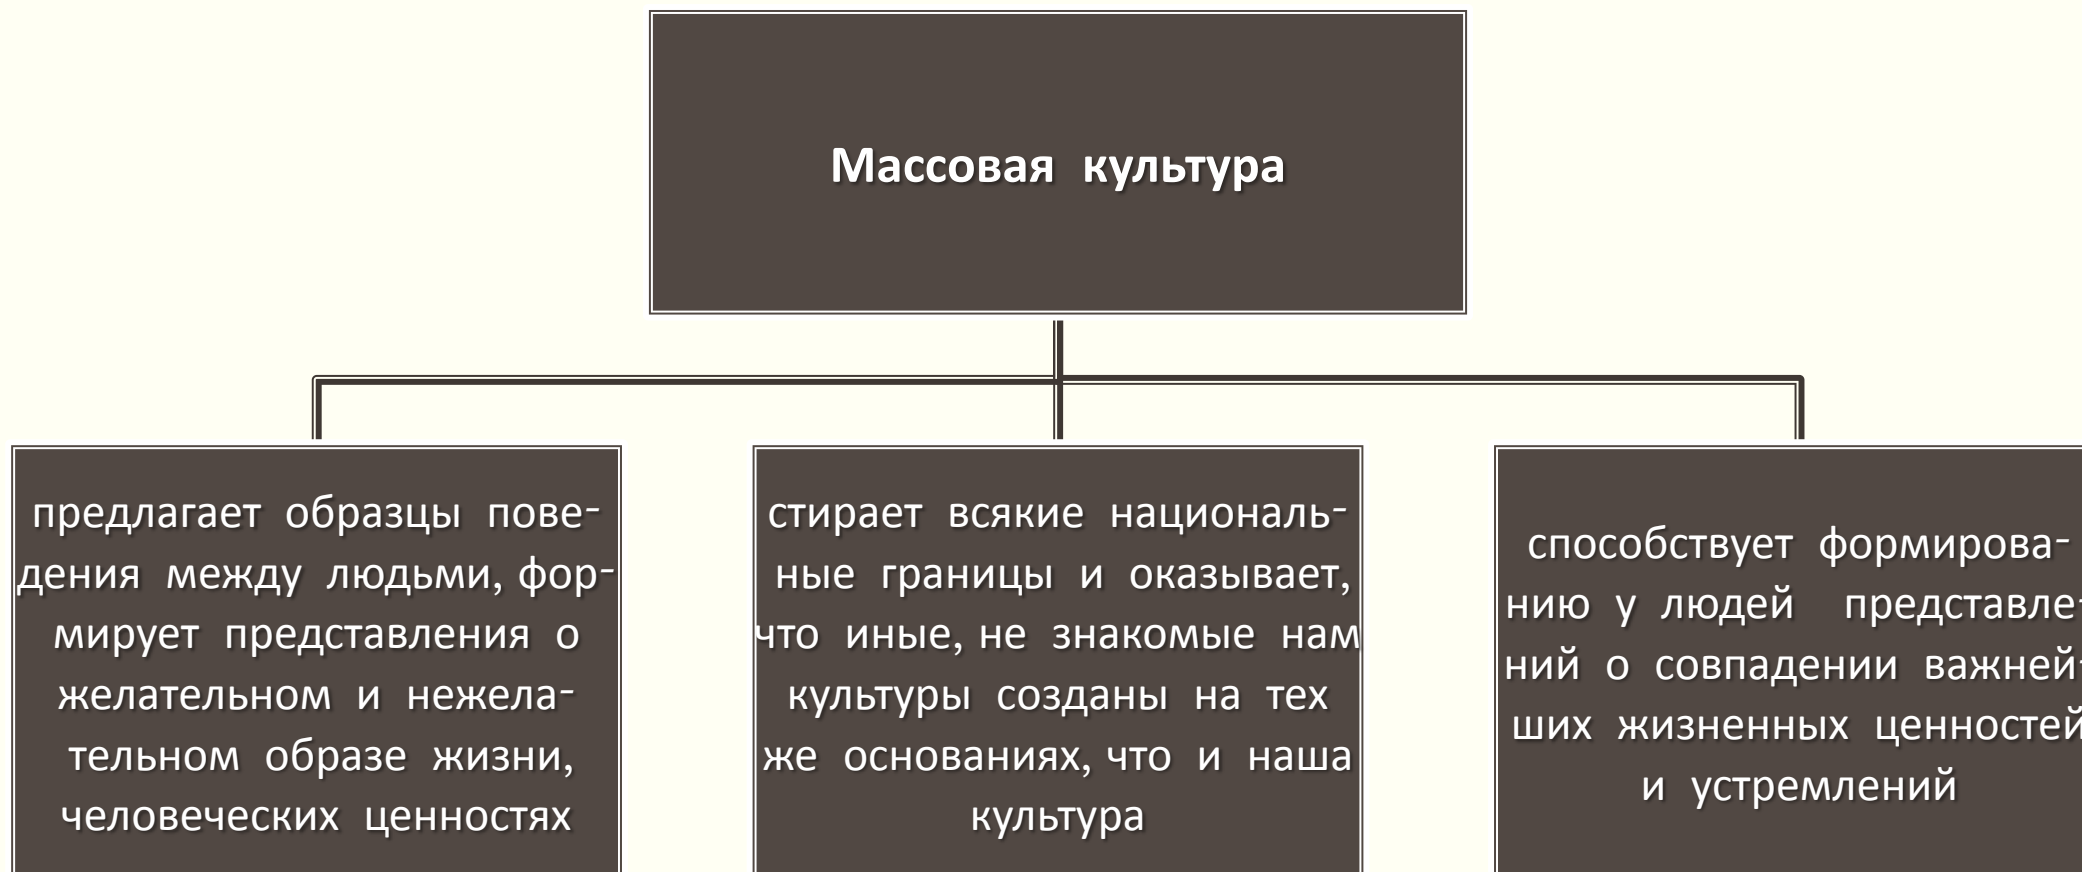 Массовая культура
предлагает образцы пове-
дения между людьми, фор-
мирует представления о
желательном и нежела-
тельном образе жизни,
человеческих ценностях
стирает всякие националь-
ные границы и оказывает,
что иные, не знакомые нам
культуры созданы на тех
же основаниях, что и наша
культура
способствует формирова-
нию у людей представле-
ний о совпадении важней-
ших жизненных ценностей
и устремлений